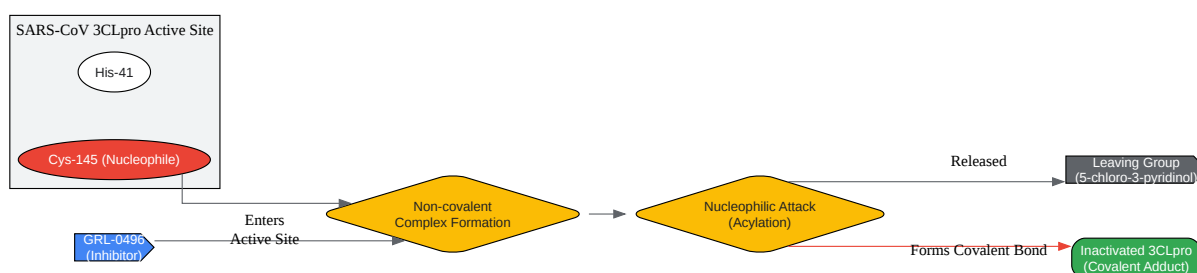 SARS-CoV 3CLpro Active Site
His-41
Cys-145 (Nucleophile)
Enters
Active Site
GRL-0496
(Inhibitor)
Non-covalent
Complex Formation
Nucleophilic Attack
(Acylation)
Released
Leaving Group
(5-chloro-3-pyridinol)
Forms Covalent Bond
Inactivated 3CLpro
(Covalent Adduct)